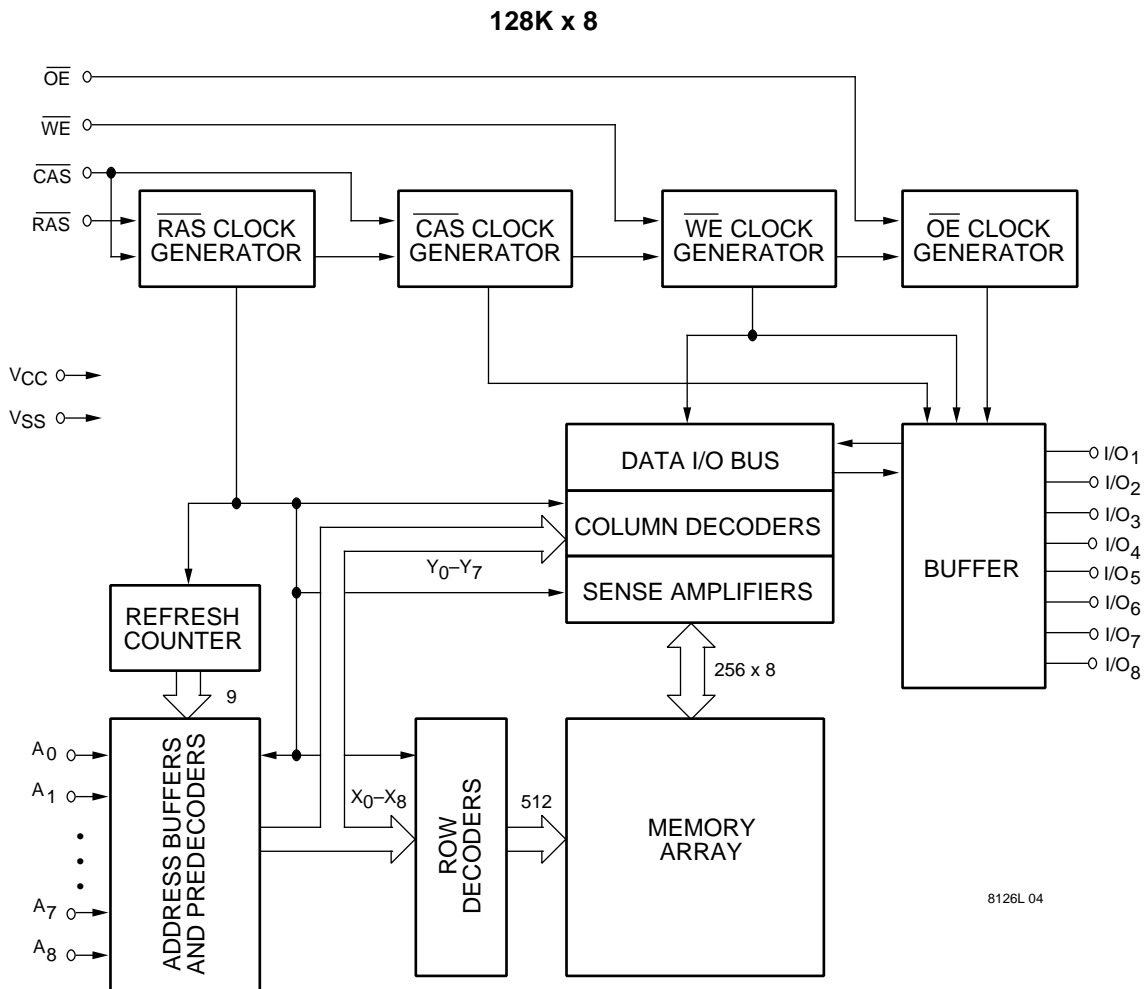 128K x 8
OE
WE
CAS
RAS
RAS CLOCK
GENERATOR
CAS CLOCK
GENERATOR
WE CLOCK
GENERATOR
OE CLOCK
GENERATOR
VCC
VSS
DATA I/O BUS
COLUMN DECODERS
SENSE AMPLIFIERS
Y0–Y7
REFRESH
COUNTER
9
256 x 8
BUFFER
I/O1
I/O2
I/O3
I/O4
I/O5
I/O6
I/O7
I/O8
A0
A1
A7
A8
ADDRESS BUFFERS
AND PREDECODERS
X0–X8
ROW
DECODERS
512
MEMORY
ARRAY
8126L 04